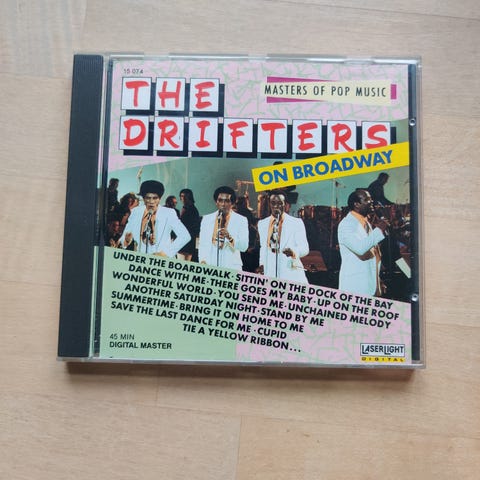 15 074
THE
DRIFTERS
MASTERS OF POP MUSIC
ON BROADWAY
UNDER THE BOARDWALK · SITTIN' ON THE DOCK OF THE BAY
DANCE WITH ME · THERE GOES MY BABY · UP ON THE ROOF
WONDERFUL WORLD · YOU SEND ME · UNCHAINED MELODY
ANOTHER SATURDAY NIGHT · STAND BY ME
SUMMERTIME · BRING IT ON HOME TO ME
SAVE THE LAST DANCE FOR ME · CUPID
TIE A YELLOW RIBBON...
45 MIN
DIGITAL MASTER
LASERLIGHT
DIGITAL